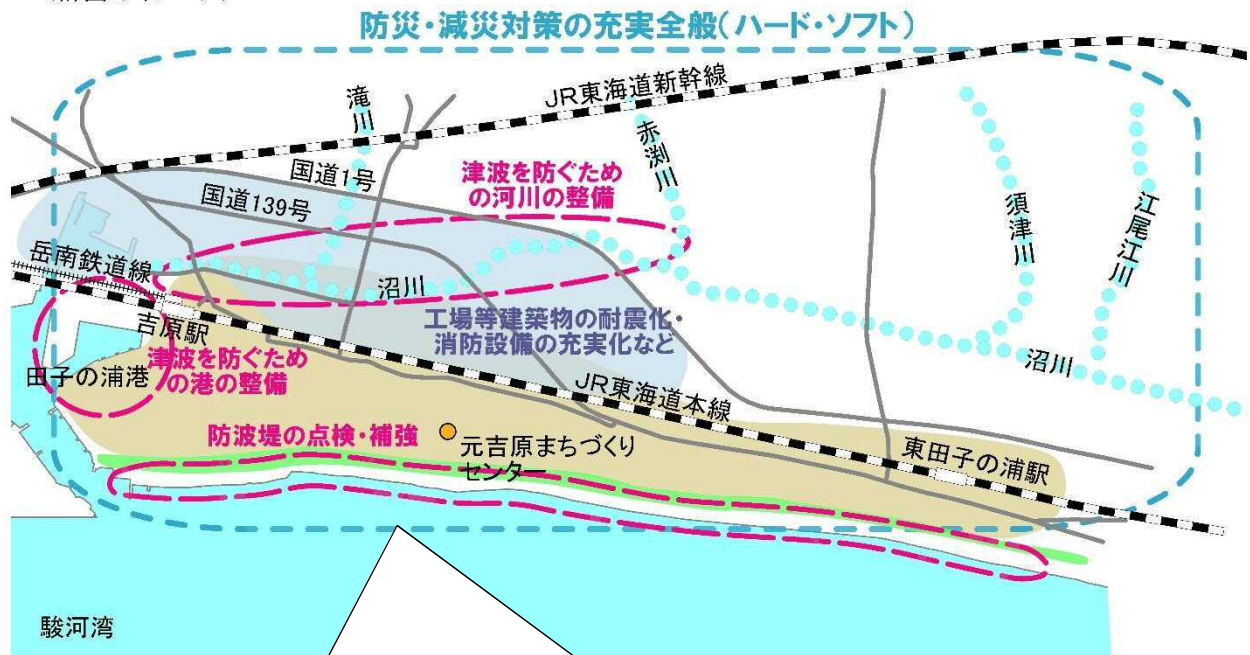 防災・減災対策の充実全般(ハード・ソフト)
JR東海道新幹線
滝川
赤渕川
国道1号
津波を防ぐため
の河川の整備
国道139号
須津川
江尾江川
岳南鉄道線
沼川
吉原駅
工場等建築物の耐震化・
消防設備の充実化など
沼川
津波を防ぐため
の港の整備
田子の浦港
JR東海道本線
防波堤の点検・補強
元吉原まちづくり
センター
東田子の浦駅
駿河湾